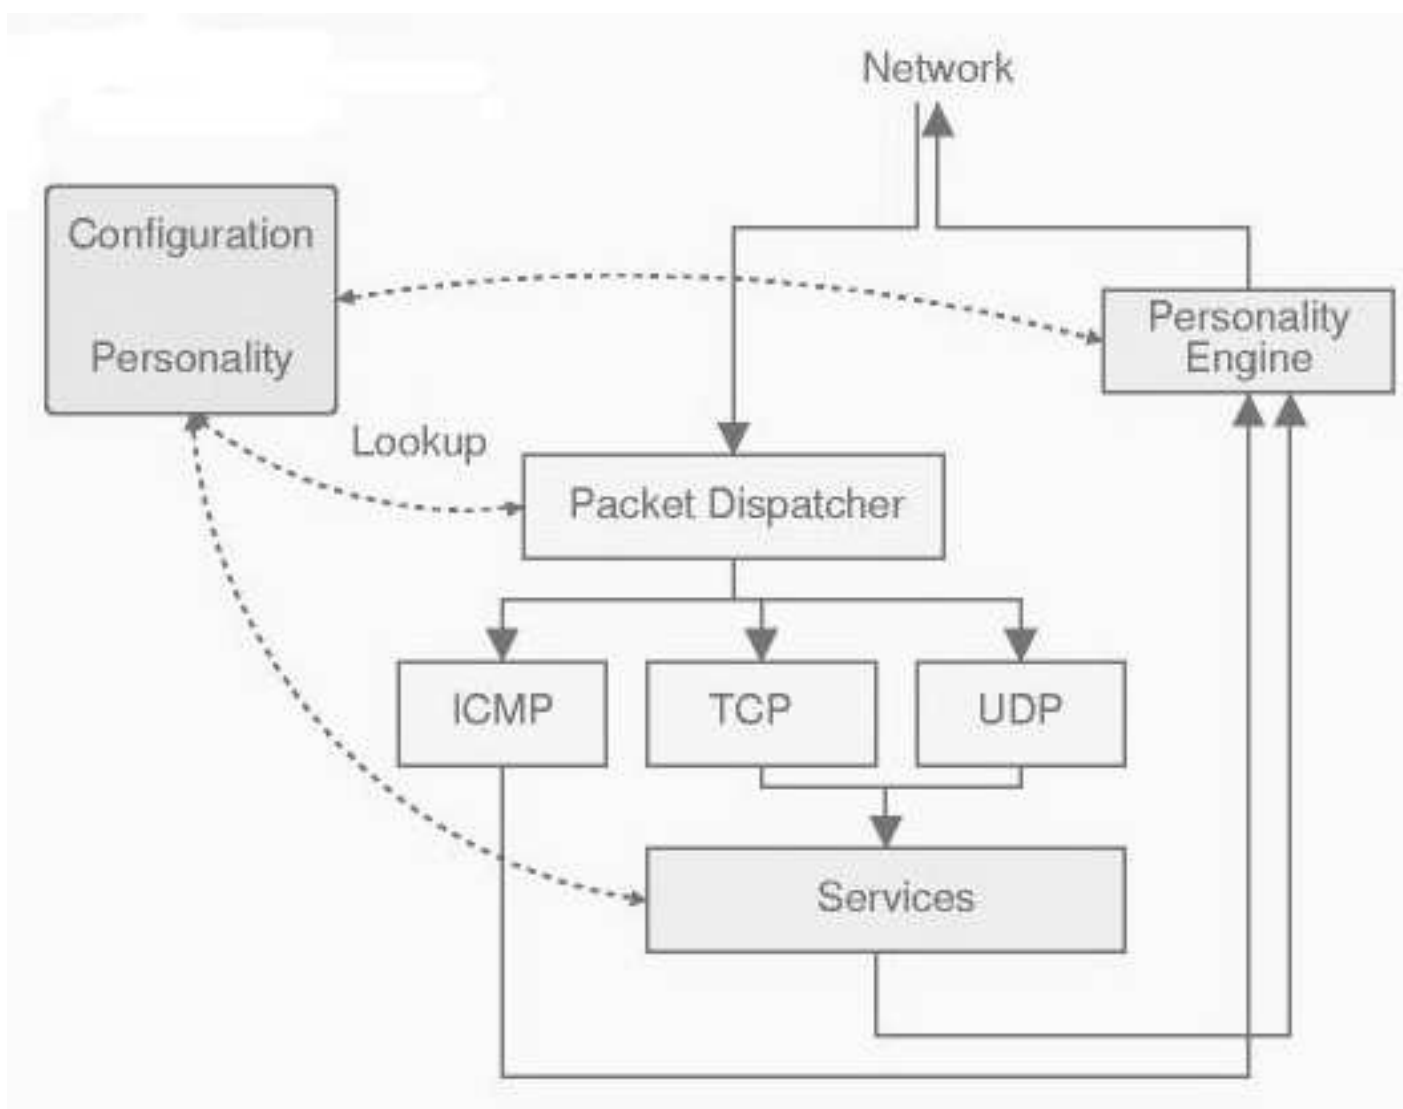 Network
Configuration
Personality
Personality
Engine
Lookup
Packet Dispatcher
ICMP
TCP
UDP
Services